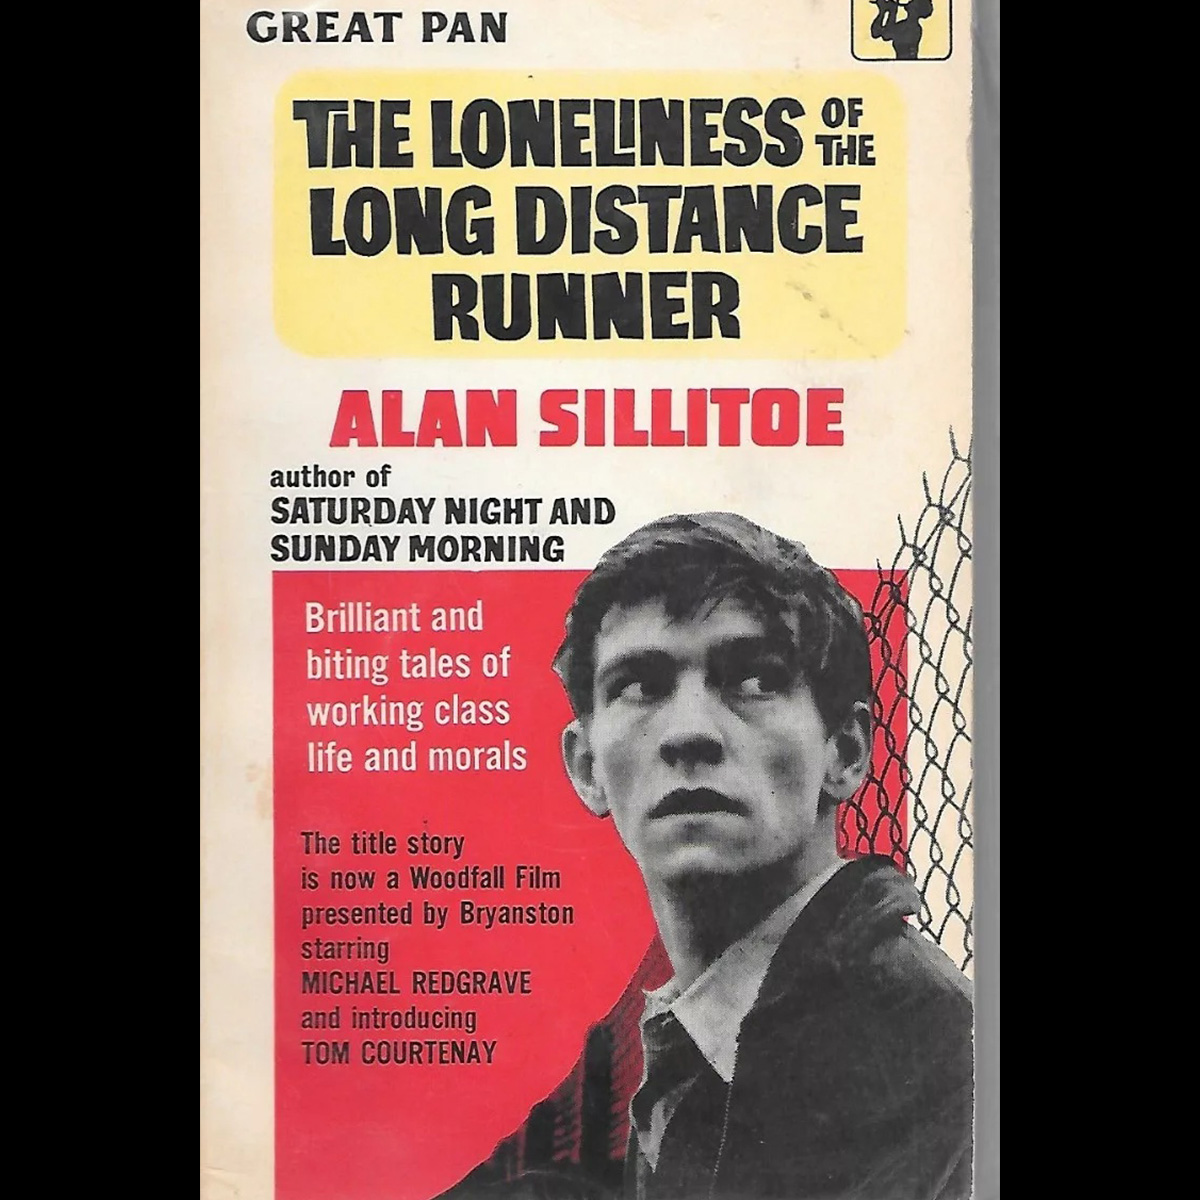 GREAT PAN
THE LONELINESS OF THE
LONG DISTANCE
RUNNER
ALAN SILLITOE
author of
SATURDAY NIGHT AND
SUNDAY MORNING
Brilliant and
biting tales of
working class
life and morals
The title story
is now a Woodfall Film
presented by Bryanston
starring
MICHAEL REDGRAVE
and introducing
TOM COURTENAY